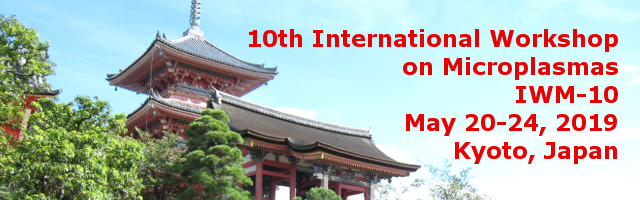 10th International Workshop
on Microplasmas
IWM-10
May 20-24, 2019
Kyoto, Japan